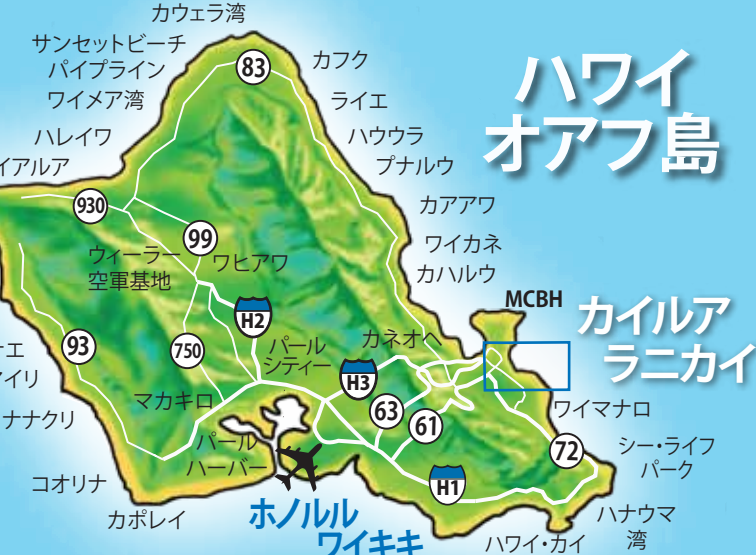 カウェラ湾
サンセットビーチ
パイプライン
ワイメア湾
ハレイワ
イアルア
83
カフク
ライエ
ハウウラ
プナルウ
カアアワ
ワイカネ
カハルウ
ハワイ
オアフ島
930
99
ウィーラー
空軍基地
ワヒアワ
H2
MCBH
カイルア
ラニカイ
93
750
パール
シティー
カネオヘ
H3
エ
イリ
ナナクリ
マカキロ
63
61
ワイマナロ
72
シー・ライフ
パーク
パール
ハーバー
コオリナ
カポレイ
H1
ホノルル
ワイキキ
ハワイ・カイ
ハナウマ
湾